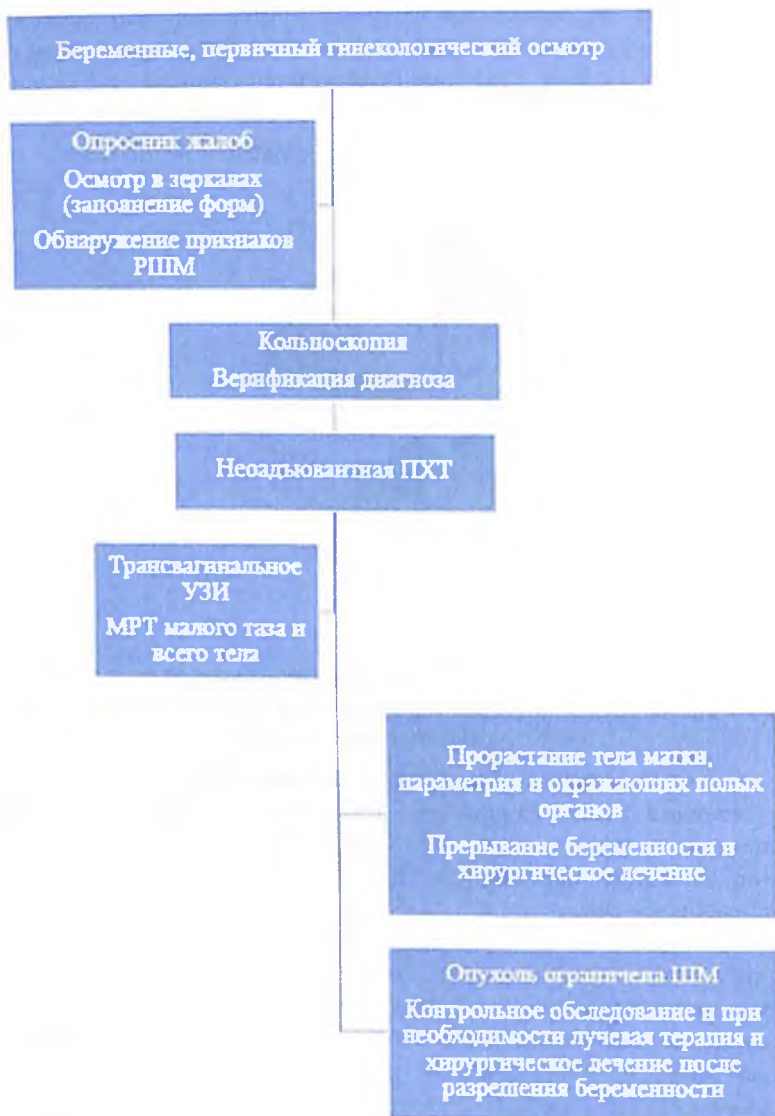 Беременные, первичный гинекологический осмотр
Опросник жалоб
Осмотр в зеркалах
(заполнение форм)
Обнаружение признаков
РШМ
Кольпоскопия
Верификация диагноза
Неоадъювантная ПХТ
Трансвагинальное
УЗИ
МРТ малого таза и
всего тела
Прорастание тела матки,
параметрия и окражающих полых
органов
Прерывание беременности и
хирургическое лечение
Опухоль ограничена ШМ
Контрольное обследование и при
необходимости лучевая терапия и
хирургическое лечение после
разрешения беременности